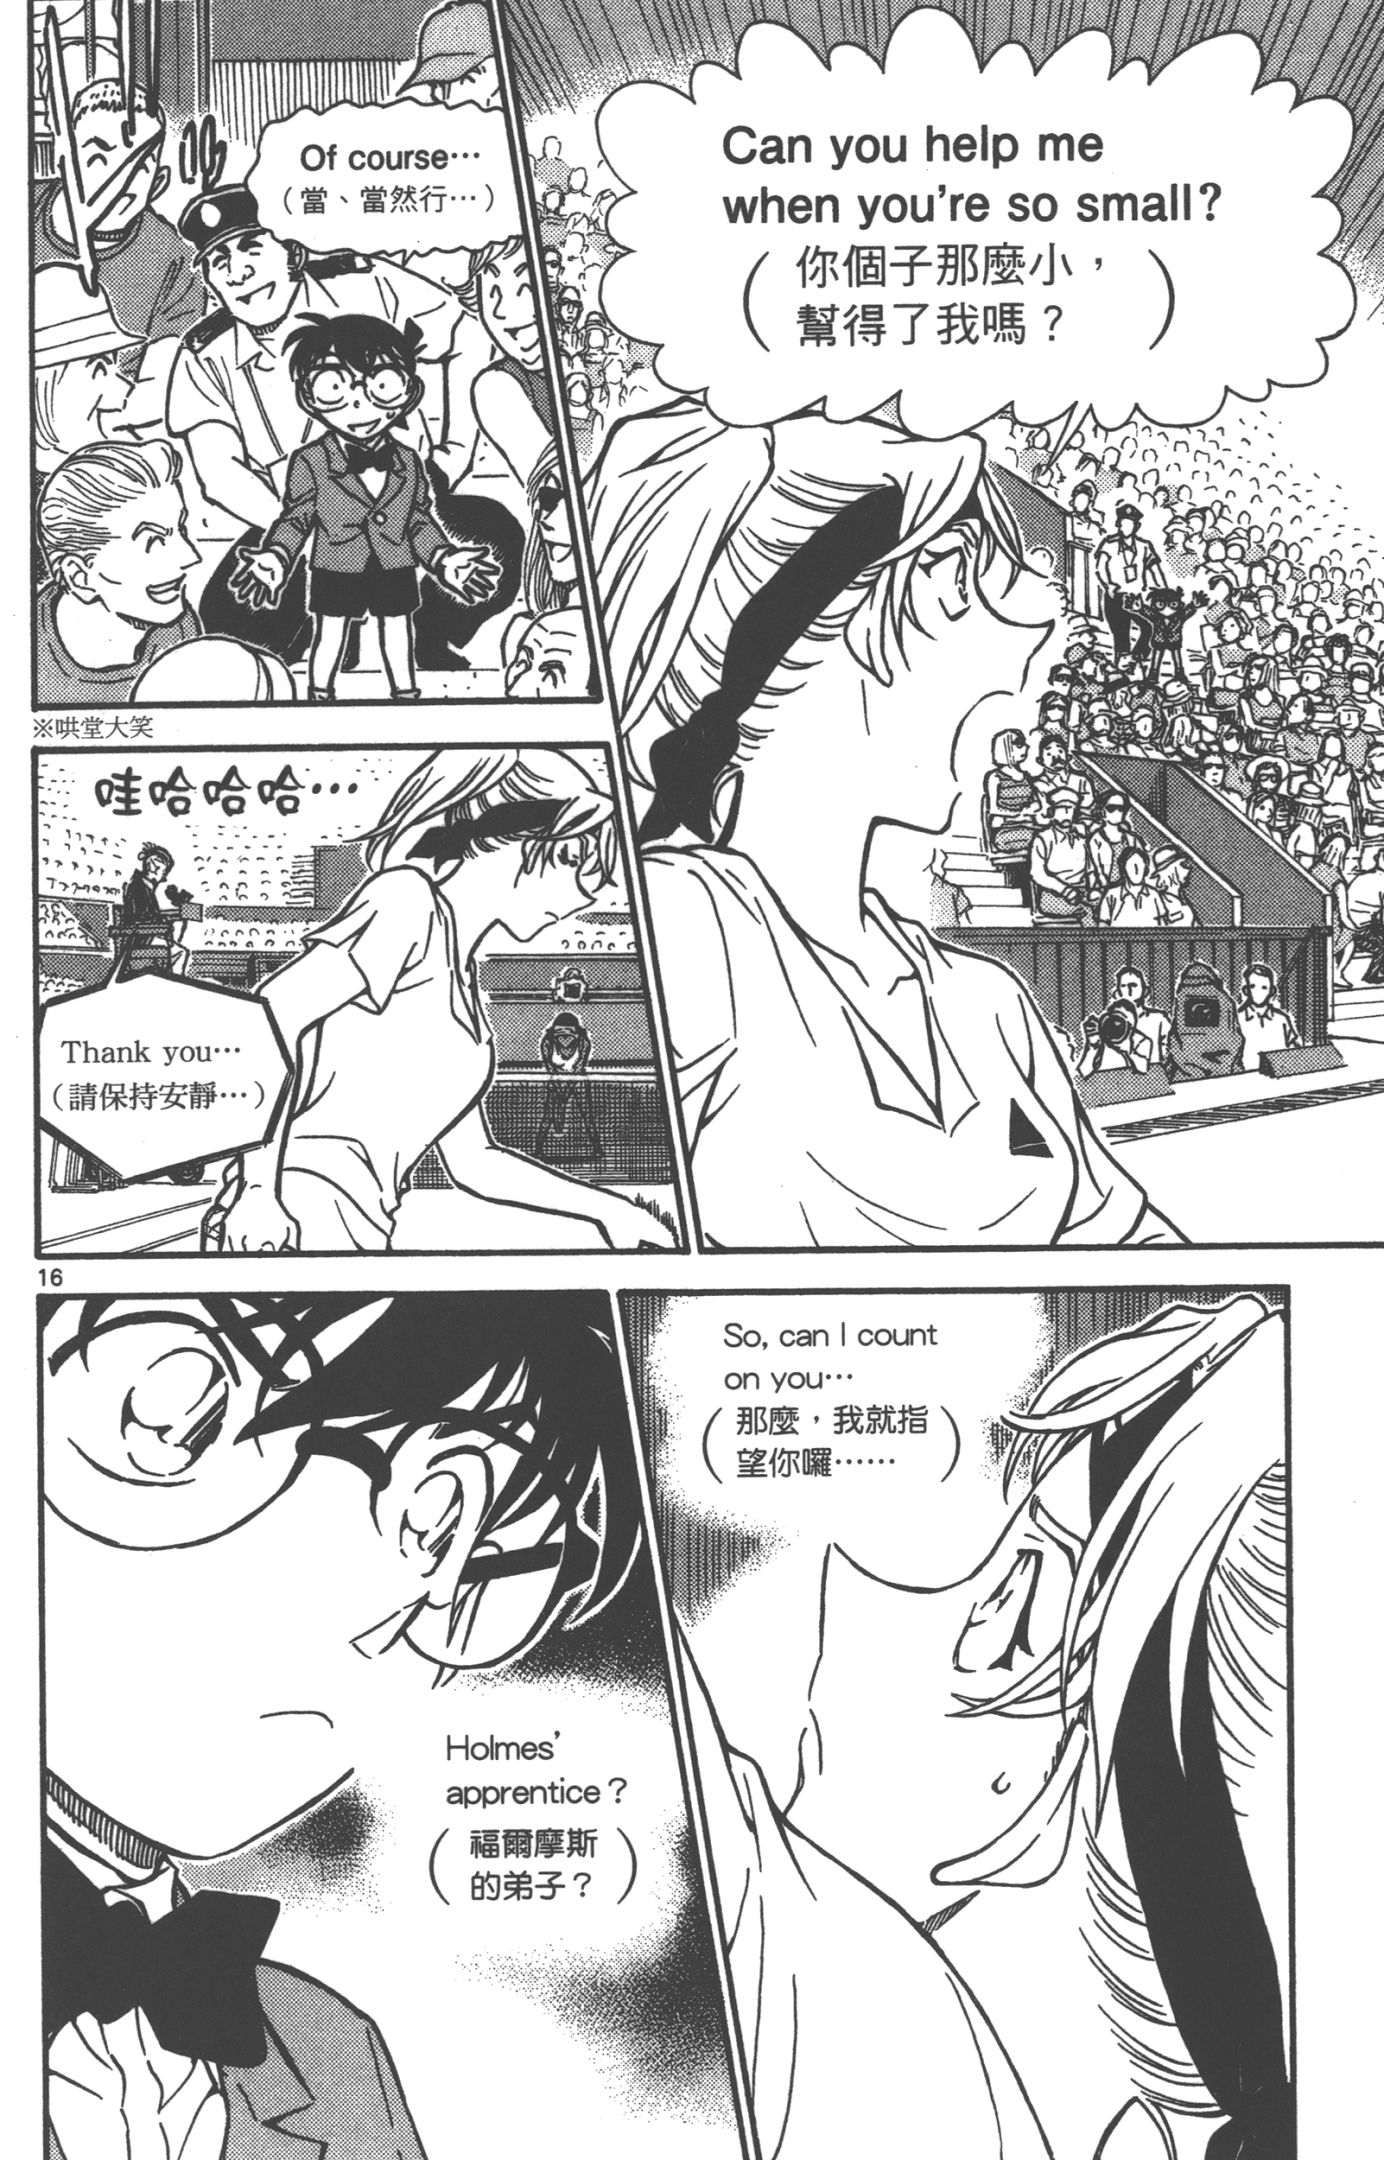 Can you help me
when you're so small?
(你個子那麼小，
幫得了我嗎？)
Of course…
(當、當然行…)
※哄堂大笑
哇哈哈哈…
Thank you…
(請保持安靜…)
16
So, can I count
on you…
(那麼，我就指
望你囉……)
Holmes'
apprentice?
(福爾摩斯
的弟子？)